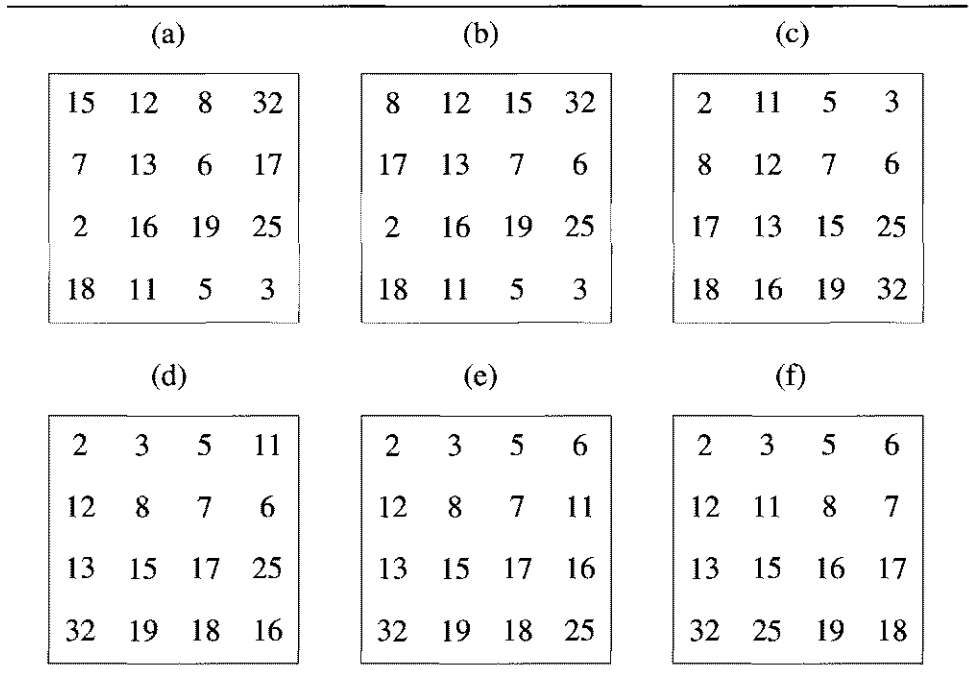 (a) (b) (c)
15 12 8 32 8 12 15 32 2 11 5 3
7 13 6 17 17 13 7 6 8 12 7 6
2 16 19 25 2 16 19 25 17 13 15 25
18 11 5 3 18 11 5 3 18 16 19 32
(d) (e) (f)
2 3 5 11 2 3 5 6 2 3 5 6
12 8 7 6 12 8 7 11 12 11 8 7
13 15 17 25 13 15 17 16 13 15 16 17
32 19 18 16 32 19 18 25 32 25 19 18